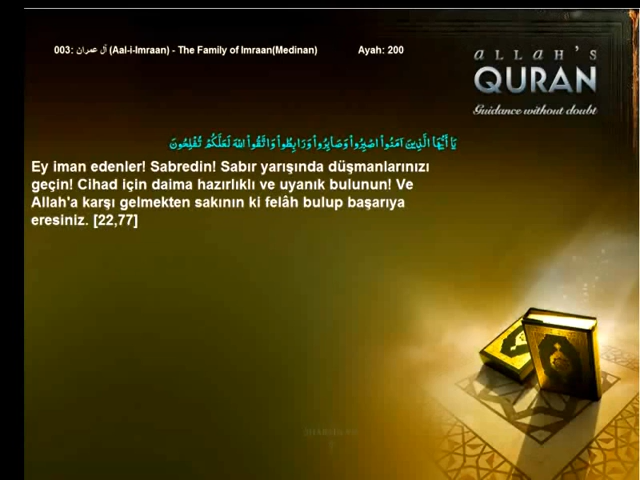 003: آل عمران (Aal-i-Imraan) - The Family of Imraan(Medinan) Ayah: 200
ALLAH'S
QURAN
Guidance without doubt
يَا أَيُّهَا الَّذِينَ آمَنُواْ اصْبِرُواْ وَصَابِرُواْ وَرَابِطُواْ وَاتَّقُواْ اللّهَ لَعَلَّكُمْ تُفْلِحُونَ
Ey iman edenler! Sabredin! Sabır yarışında düşmanlarınızı
geçin! Cihad için daima hazırlıklı ve uyanık bulunun! Ve
Allah'a karşı gelmekten sakının ki felâh bulup başarıya
eresiniz. [22,77]